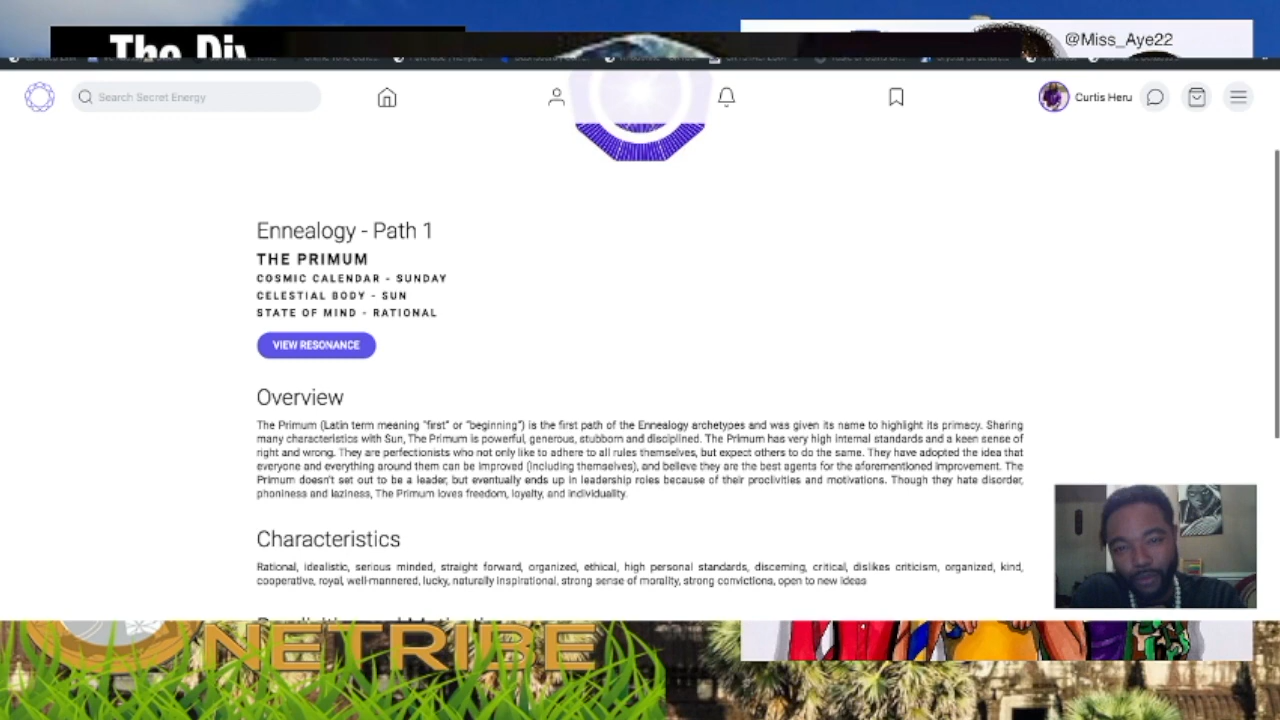 The Div
@Miss_Aye22
Search Secret Energy
Curtis Heru
Ennealogy - Path 1
THE PRIMUM
COSMIC CALENDAR - SUNDAY
CELESTIAL BODY - SUN
STATE OF MIND - RATIONAL
VIEW RESONANCE
Overview
The Primum (Latin term meaning "first" or "beginning") is the first path of the Ennealogy archetypes and was given its name to highlight its primacy. Sharing
many characteristics with Sun, The Primum is powerful, generous, stubborn and disciplined. The Primum has very high internal standards and a keen sense of
right and wrong. They are perfectionists who not only like to adhere to all rules themselves, but expect others to do the same. They have adopted the idea that
everyone and everything around them can be improved (including themselves), and believe they are the best agents for the aforementioned improvement. The
Primum doesn't set out to be a leader, but eventually ends up in leadership roles because of their proclivities and motivations. Though they hate disorder,
phoniness and laziness, The Primum loves freedom, loyalty, and individuality.
Characteristics
Rational, idealistic, serious minded, straight forward, organized, ethical, high personal standards, discerning, critical, dislikes criticism, organized, kind,
cooperative, royal, well-mannered, lucky, naturally inspirational, strong sense of morality, strong convictions, open to new ideas
NETRIBE